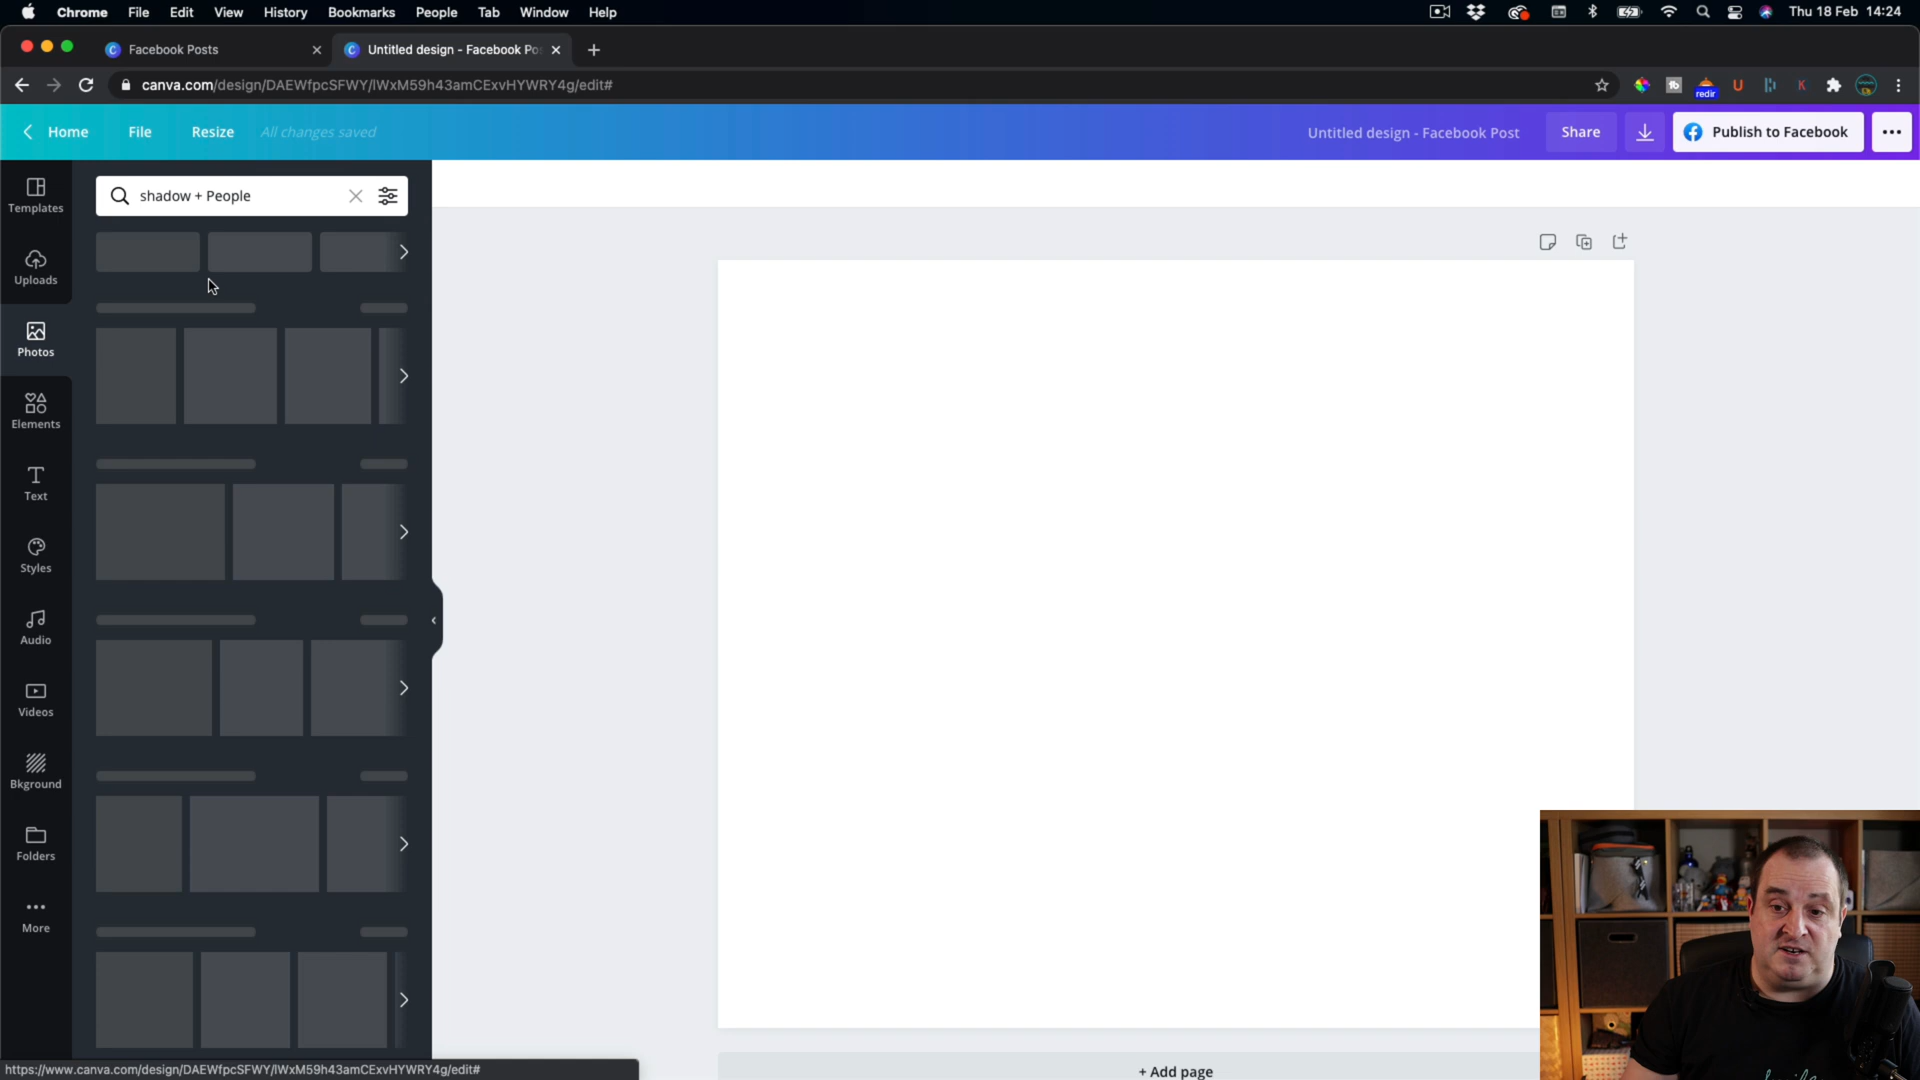 Chrome File Edit View History Bookmarks People Tab Window Help Thu 18 Feb 14:24
Facebook Posts Untitled design - Facebook Po
canva.com/design/DAEWfpcSFWY/lWxM59h43amCExvHYWRY4g/edit# redir
Home File Resize All changes saved Untitled design - Facebook Post Share Publish to Facebook
shadow + People
Templates
Uploads
Photos
Elements
Text
Styles
Audio
Videos
Bkground
Folders
More
+ Add page
https://www.canva.com/design/DAEWfpcSFWY/lWxM59h43amCExvHYWRY4g/edit#